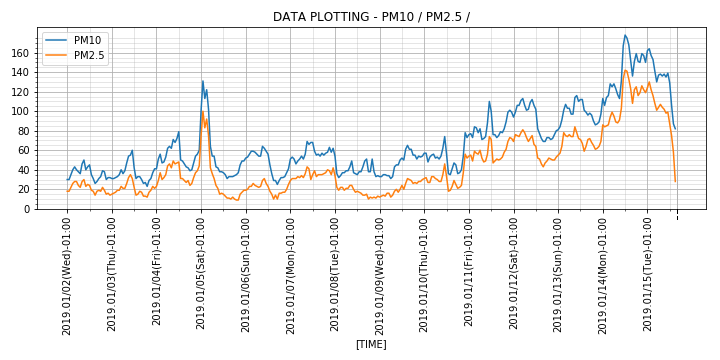 DATA PLOTTING - PM10 / PM2.5 /
PM10
PM2.5
160
140
120
100
80
60
40
20
0
2019.01/02(Wed)-01:00
2019.01/03(Thu)-01:00
2019.01/04(Fri)-01:00
2019.01/05(Sat)-01:00
2019.01/06(Sun)-01:00
2019.01/07(Mon)-01:00
2019.01/08(Tue)-01:00
2019.01/09(Wed)-01:00
2019.01/10(Thu)-01:00
2019.01/11(Fri)-01:00
2019.01/12(Sat)-01:00
2019.01/13(Sun)-01:00
2019.01/14(Mon)-01:00
2019.01/15(Tue)-01:00
-
[TIME]